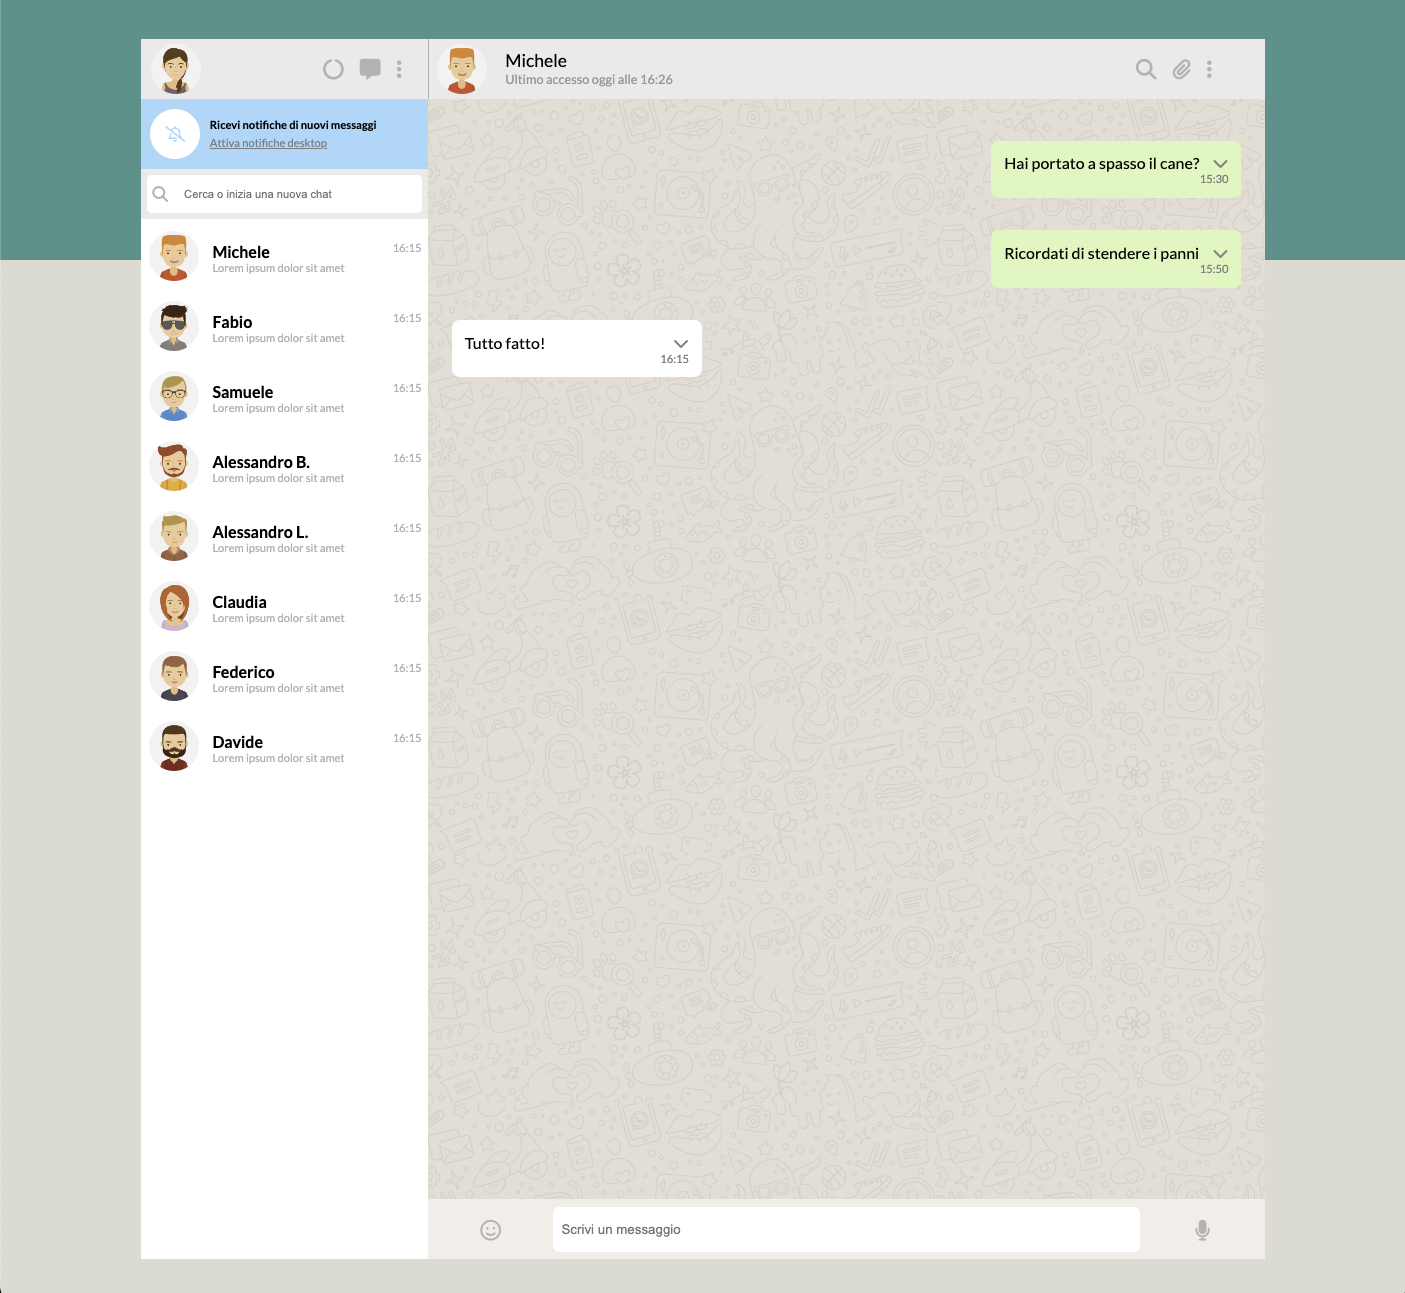 Ricevi notifiche di nuovi messaggi
Attiva notifiche desktop
Cerca o inizia una nuova chat
Michele
16:15
Lorem ipsum dolor sit amet
Fabio
16:15
Lorem ipsum dolor sit amet
Samuele
16:15
Lorem ipsum dolor sit amet
Alessandro B.
16:15
Lorem ipsum dolor sit amet
Alessandro L.
16:15
Lorem ipsum dolor sit amet
Claudia
16:15
Lorem ipsum dolor sit amet
Federico
16:15
Lorem ipsum dolor sit amet
Davide
16:15
Lorem ipsum dolor sit amet
Michele
Ultimo accesso oggi alle 16:26
Hai portato a spasso il cane?
15:30
Ricordati di stendere i panni
15:50
Tutto fatto!
16:15
Scrivi un messaggio